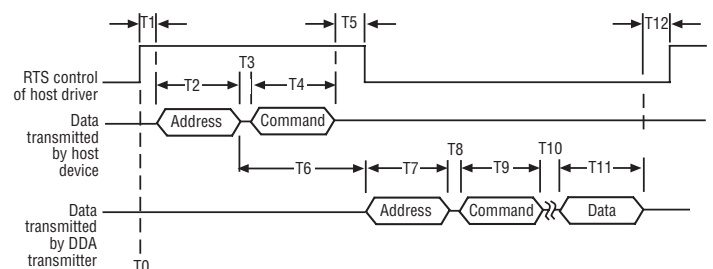 T1
T5
T12
T3
RTS control
of host driver
T2
T4
Data
transmitted
by host
device
Address
Command
T6
T7
T8
T9
T10
T11
Data
transmitted
by DDA
transmitter
Address
Command
Data
T0